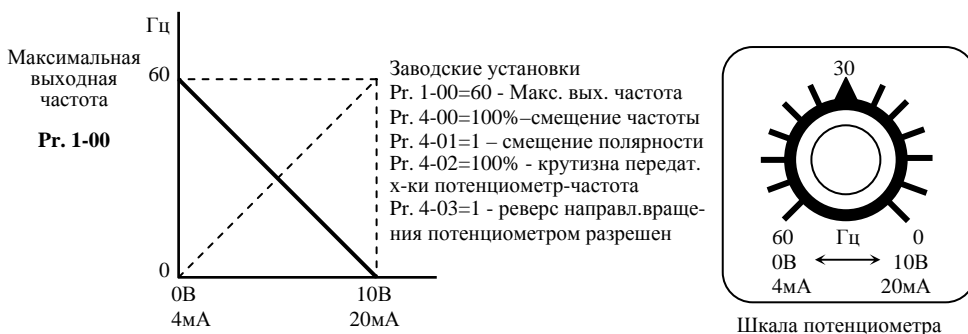 Гц
Максимальная
выходная
частота
Pr. 1-00
60
0
0В
10В
4мА
20мА
Заводские установки
Pr. 1-00=60 - Макс. вых. частота
Pr. 4-00=100%–смещение частоты
Pr. 4-01=1 – смещение полярности
Pr. 4-02=100% - крутизна передат.
х-ки потенциометр-частота
Pr. 4-03=1 - реверс направл.враще-
ния потенциометром разрешен
30
60 Гц 0
0В 10В
4мА 20мА
Шкала потенциометра